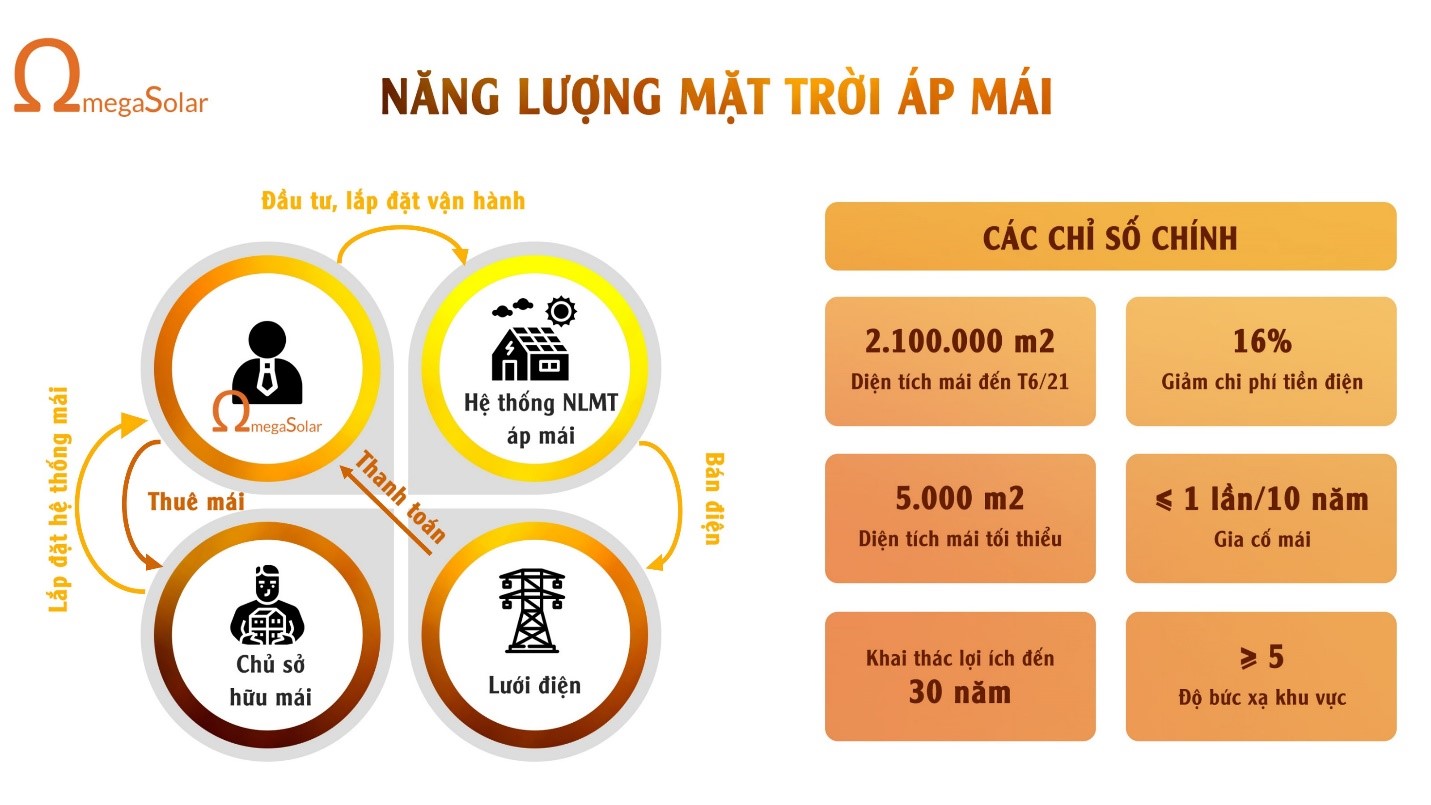 ΩmegaSolar
NĂNG LƯỢNG MẶT TRỜI ÁP MÁI
Đầu tư, lắp đặt vận hành
ΩmegaSolar
Hệ thống NLMT
áp mái
Lắp đặt hệ thống mái
Thuê mái
Thanh toán
Bán điện
Chủ sở
hữu mái
Lưới điện
CÁC CHỈ SỐ CHÍNH
2.100.000 m2
Diện tích mái đến T6/21
16%
Giảm chi phí tiền điện
5.000 m2
Diện tích mái tối thiểu
⩽ 1 lần/10 năm
Gia cố mái
Khai thác lợi ích đến
30 năm
⩾ 5
Độ bức xạ khu vực